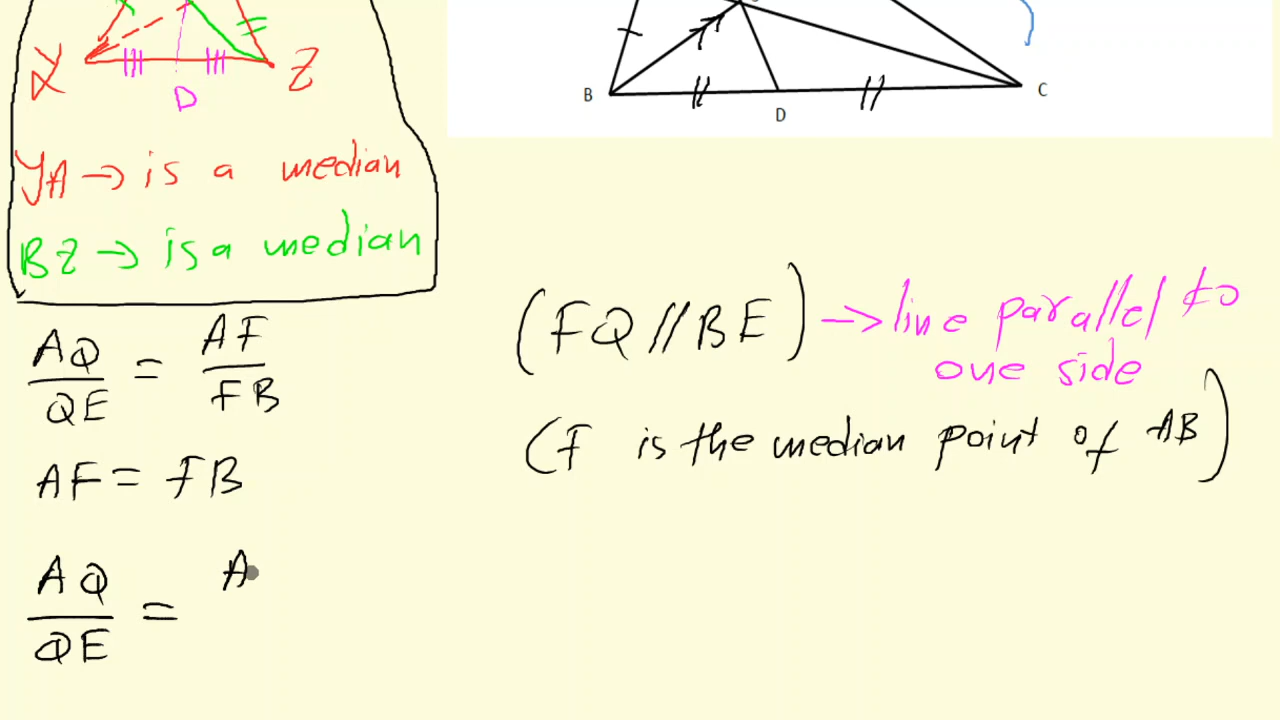 X
D
Z
YA → is a median
BZ → is a median
B
D
C
AQ/QE = AF/FB
(FQ // BE) → line parallel to
one side
AF = FB
(F is the median point of AB)
AQ/QE = A